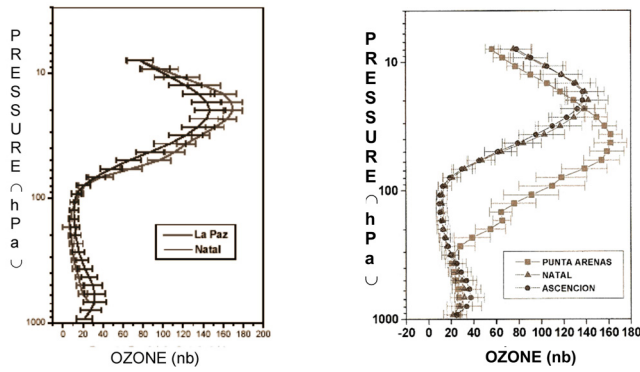 PRESSURE (hPa)
10
100
1000
0 20 40 60 80 100 120 140 160 180 200
OZONE (nb)
La Paz
Natal
PRESSURE (hPa)
10
100
1000
-20 0 20 40 60 80 100 120 140 160 180
OZONE (nb)
PUNTA ARENAS
NATAL
ASCENCION